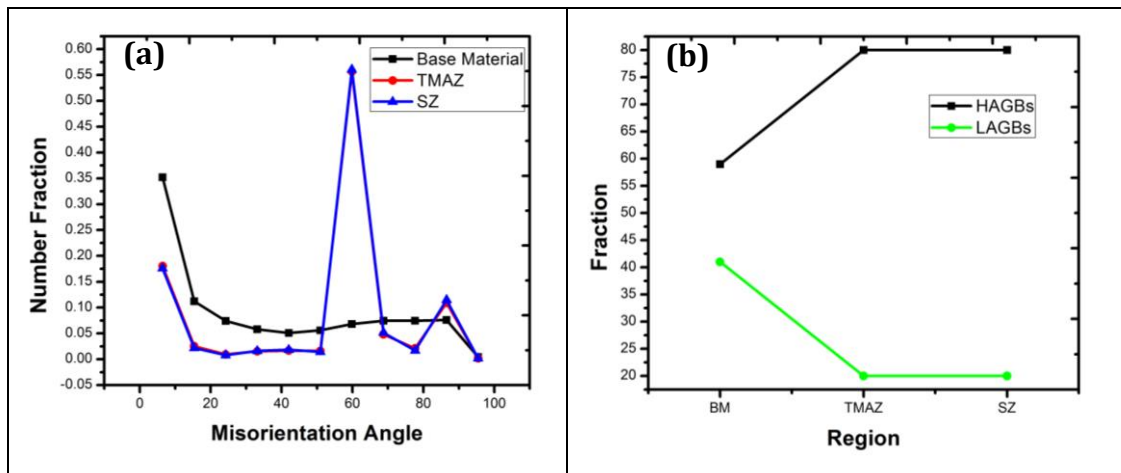 (a)
Base Material
TMAZ
SZ
0.60
0.55
0.50
0.45
0.40
0.35
0.30
0.25
0.20
0.15
0.10
0.05
0.00
-0.05
Number Fraction
0 20 40 60 80 100
Misorientation Angle
(b)
HAGBs
LAGBs
80
75
70
65
60
55
50
45
40
35
30
25
20
Fraction
BM TMAZ SZ
Region